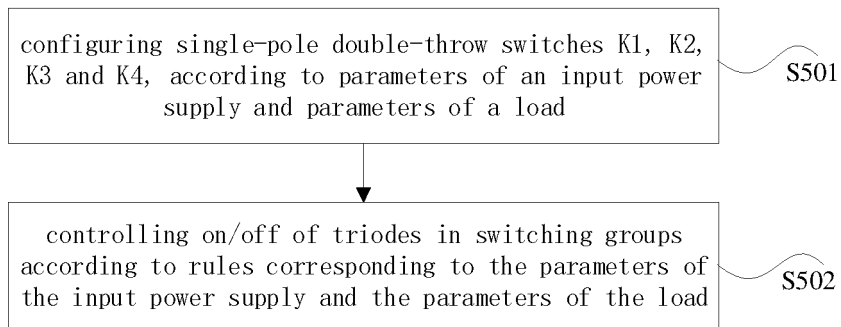 configuring single-pole double-throw switches K1, K2,
K3 and K4, according to parameters of an input power
supply and parameters of a load
S501
controlling on/off of triodes in switching groups
according to rules corresponding to the parameters of
the input power supply and the parameters of the load
S502